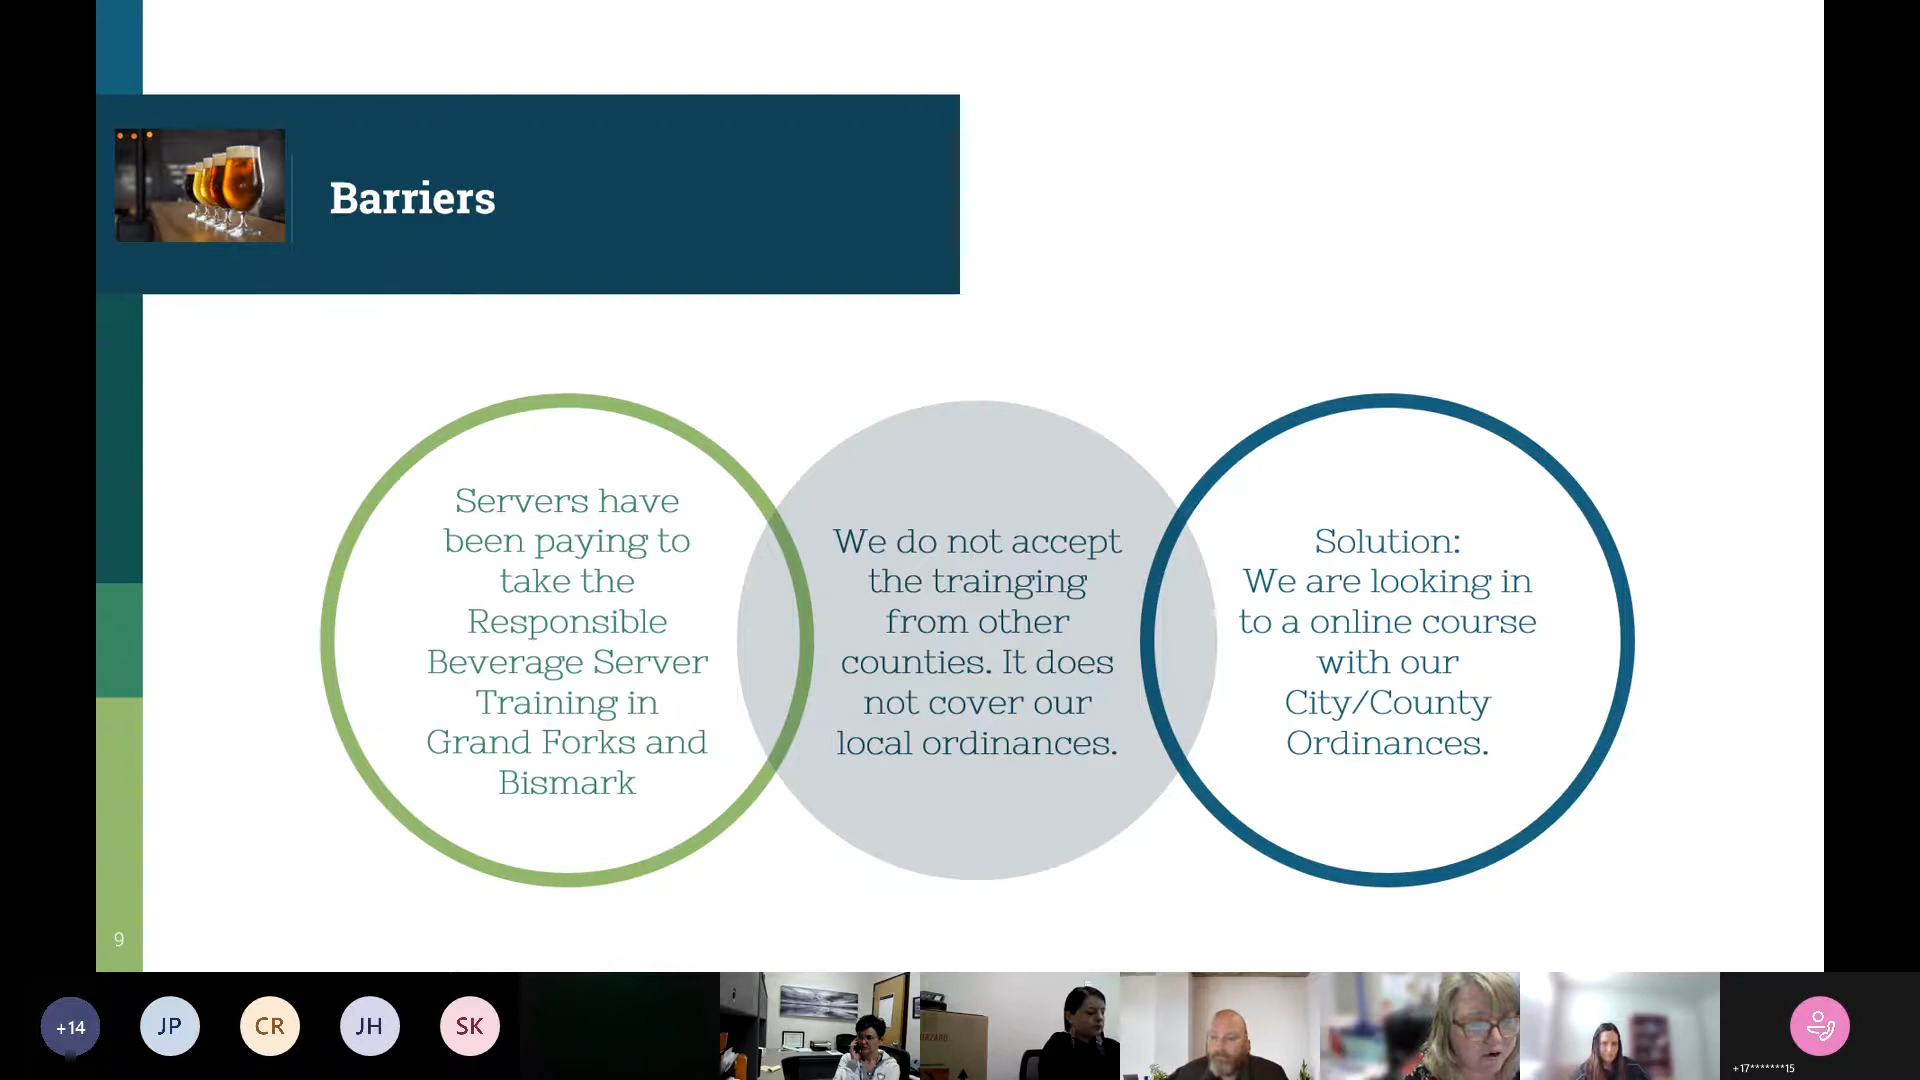 Barriers
Servers have
been paying to
take the
Responsible
Beverage Server
Training in
Grand Forks and
Bismark
We do not accept
the trainging
from other
counties. It does
not cover our
local ordinances.
Solution:
We are looking in
to a online course
with our
City/County
Ordinances.
9
+14
JP
CR
JH
SK
+17*******15